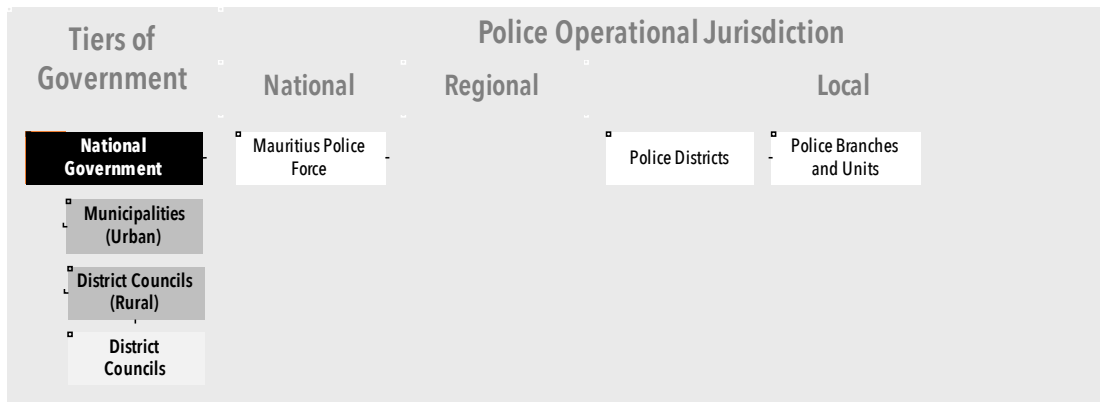 Tiers of
Government
Police Operational Jurisdiction
National
Regional
Local
National
Government
Mauritius Police
Force
Police Districts
Police Branches
and Units
Municipalities
(Urban)
District Councils
(Rural)
District
Councils